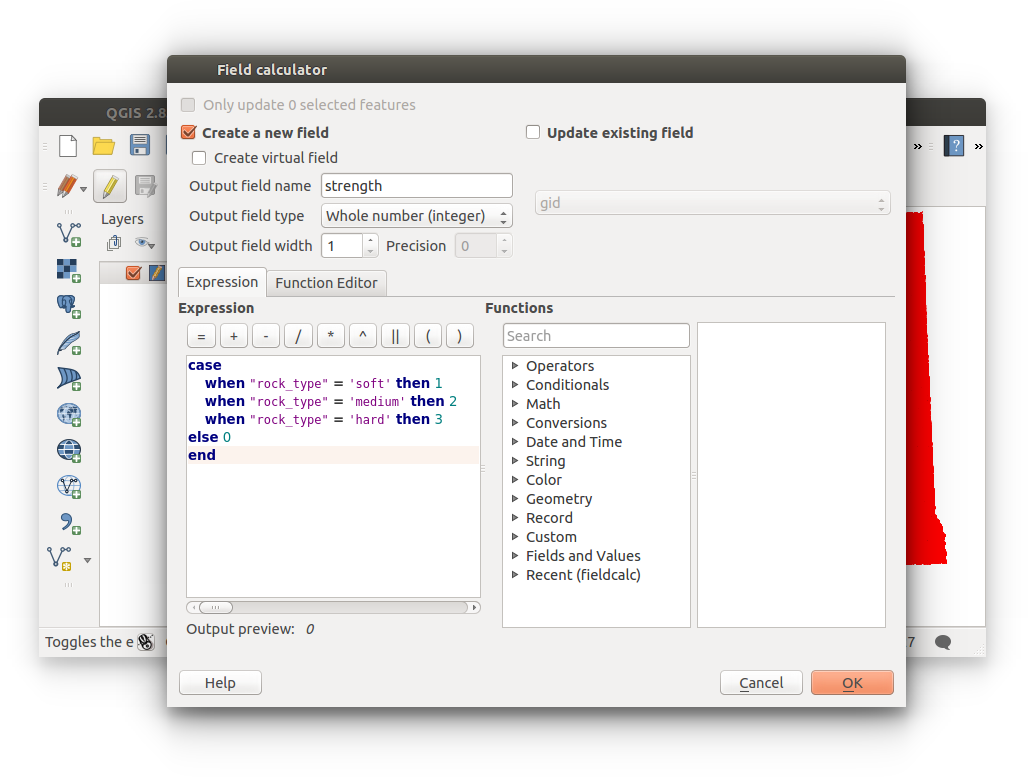 Field calculator
QGIS 2.8
Only update 0 selected features
Create a new field
Update existing field
Create virtual field
Output field name strength
gid
Output field type Whole number (integer)
Output field width 1 Precision 0
Layers
Expression Function Editor
Expression
Functions
= + - / * ^ || ( )
Search
case
when "rock_type" = 'soft' then 1
when "rock_type" = 'medium' then 2
when "rock_type" = 'hard' then 3
else 0
end
Operators
Conditionals
Math
Conversions
Date and Time
String
Color
Geometry
Record
Custom
Fields and Values
Recent (fieldcalc)
Output preview: 0
Toggles the e
7
Help
Cancel
OK